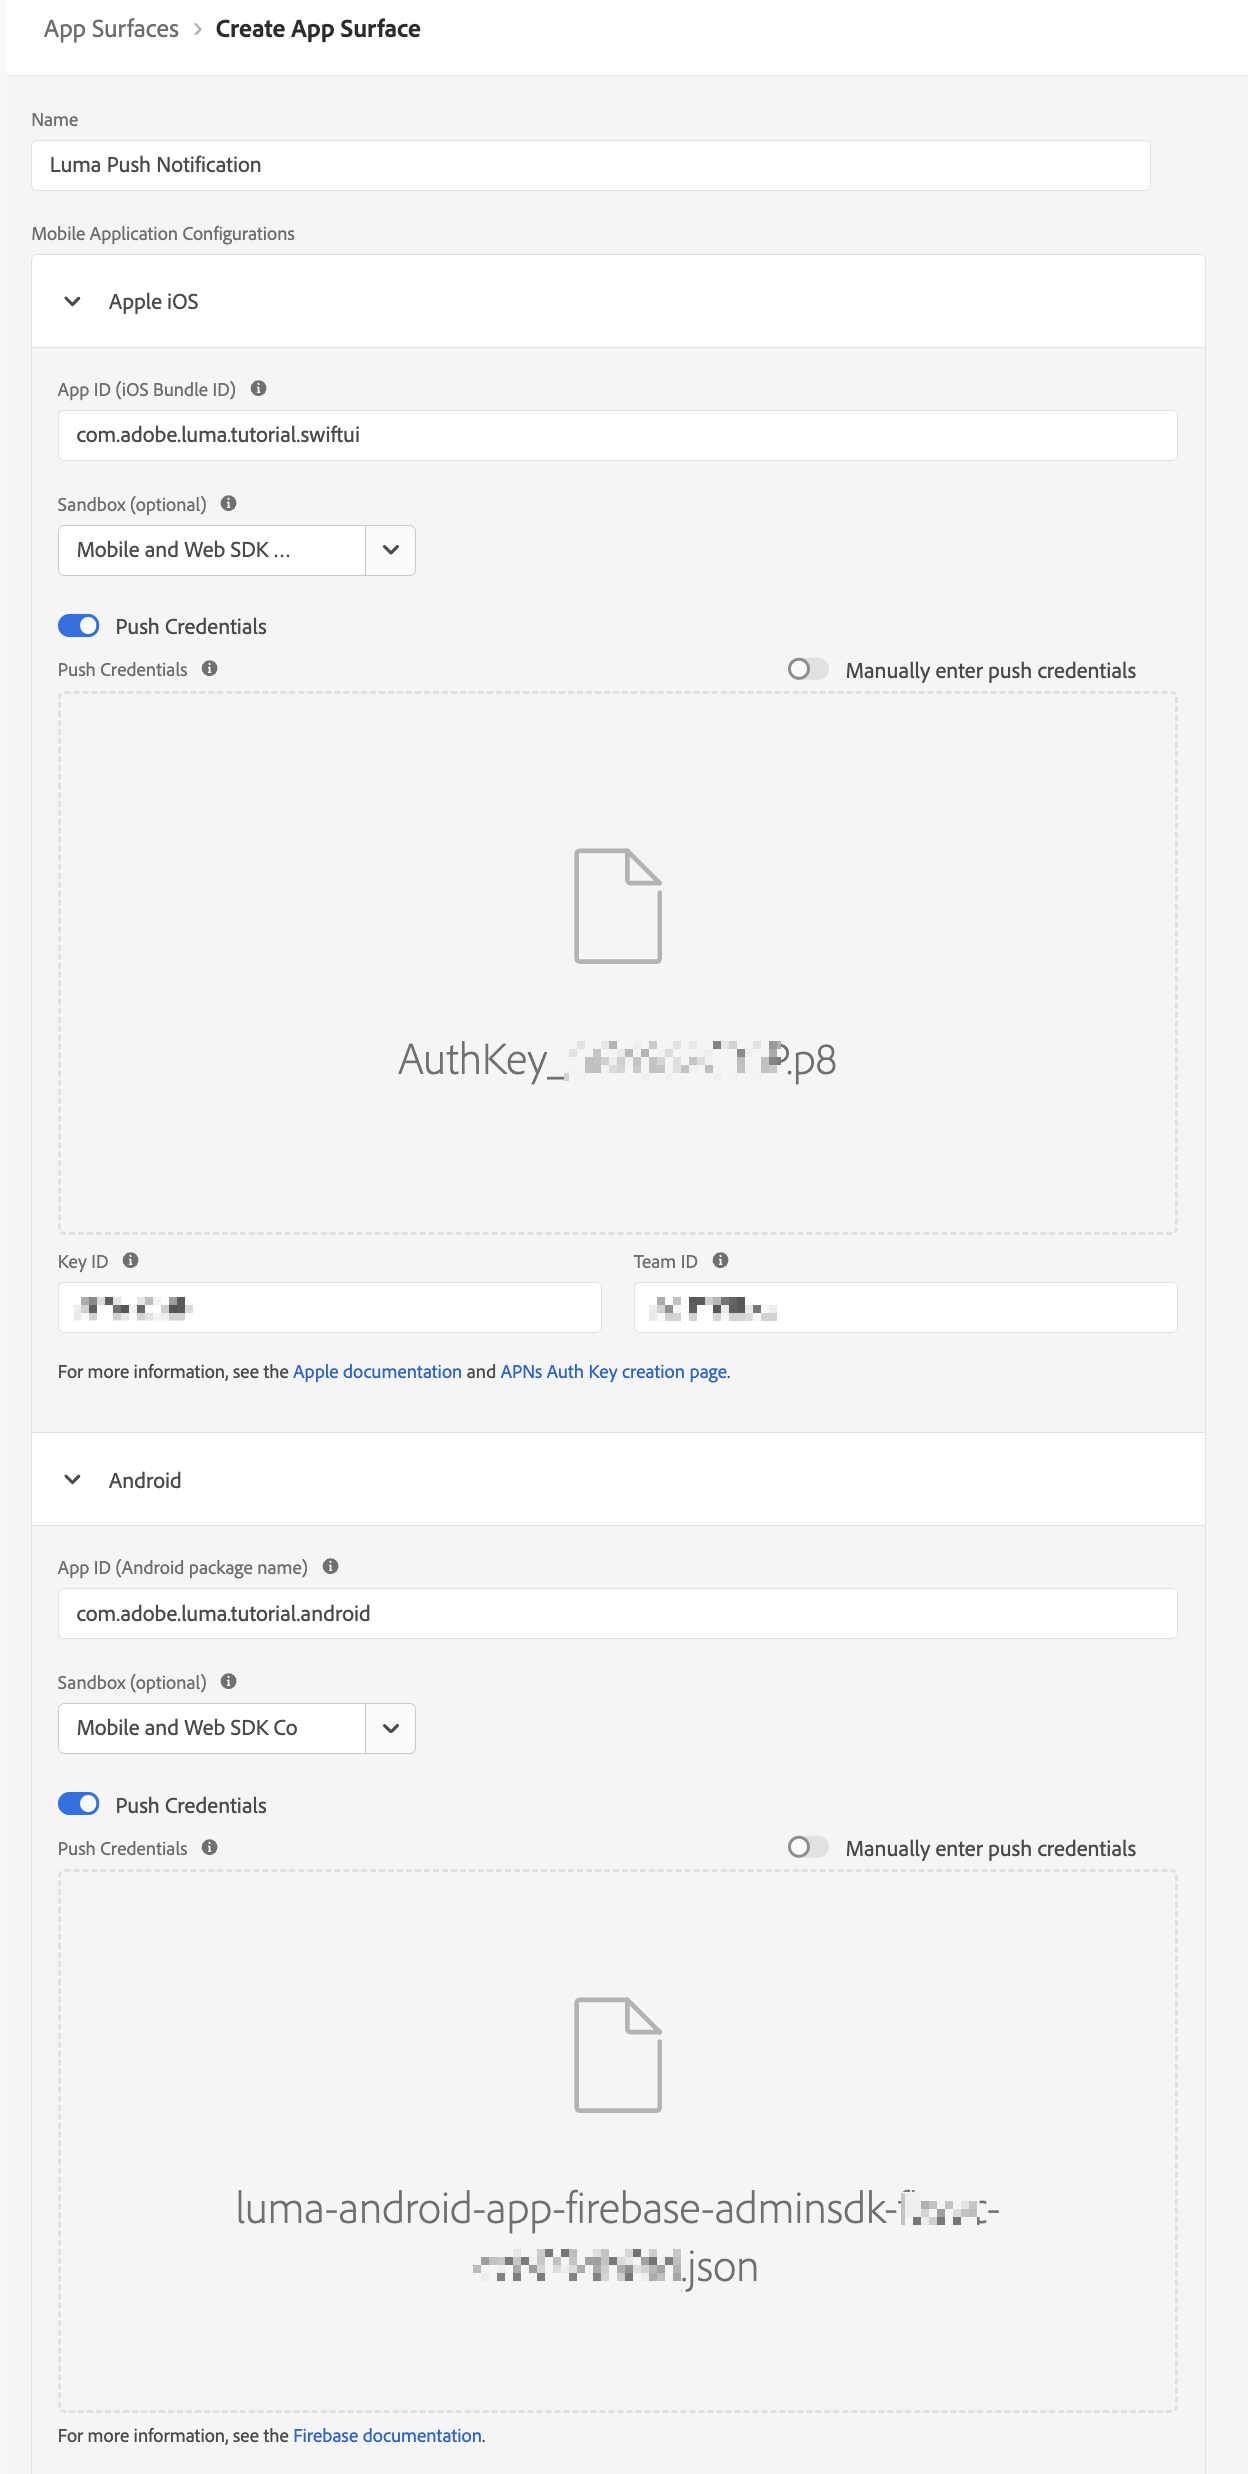 App Surfaces > Create App Surface
Name
Luma Push Notification
Mobile Application Configurations
Apple iOS
App ID (iOS Bundle ID)
com.adobe.luma.tutorial.swiftui
Sandbox (optional)
Mobile and Web SDK ...
Push Credentials
Push Credentials
Manually enter push credentials
AuthKey_ .p8
Key ID
Team ID
For more information, see the Apple documentation and APNs Auth Key creation page.
Android
App ID (Android package name)
com.adobe.luma.tutorial.android
Sandbox (optional)
Mobile and Web SDK Co
Push Credentials
Push Credentials
Manually enter push credentials
luma-android-app-firebase-adminsdk- -
.json
For more information, see the Firebase documentation.